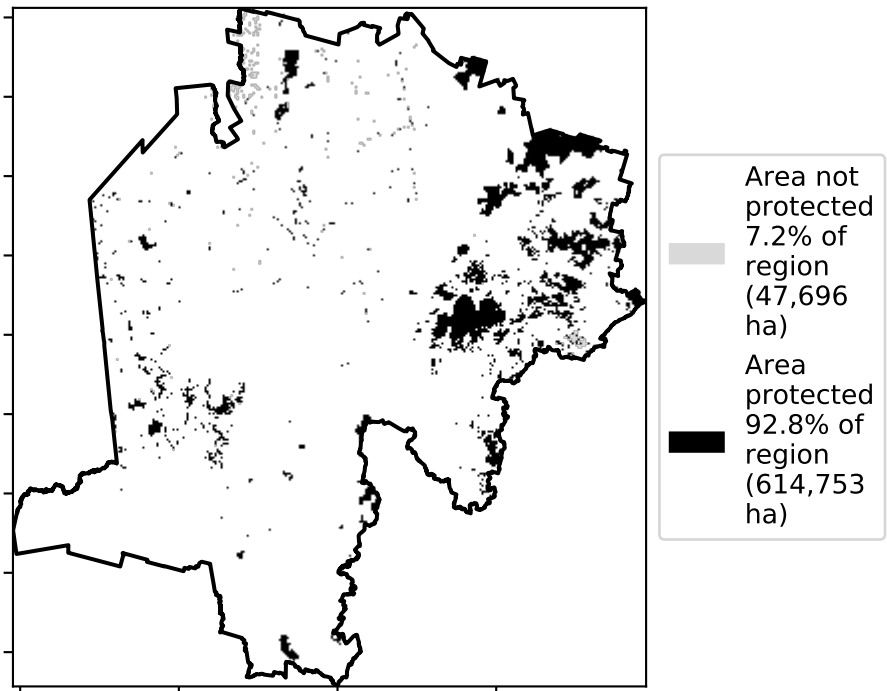 Area not
protected
7.2% of
region
(47,696
ha)
Area
protected
92.8% of
region
(614,753
ha)